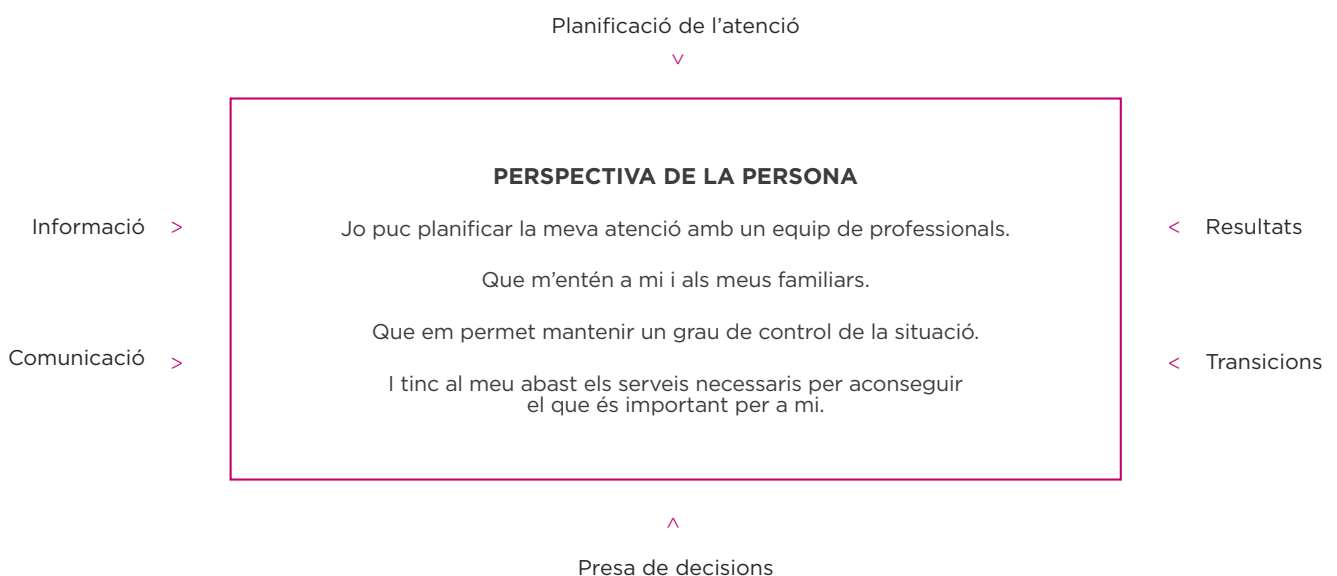 Planificació de l’atenció
>
PERSPECTIVA DE LA PERSONA
Informació >
Jo puc planificar la meva atenció amb un equip de professionals.
< Resultats
Que m’entén a mi i als meus familiars.
Que em permet mantenir un grau de control de la situació.
Comunicació >
< Transicions
I tinc al meu abast els serveis necessaris per aconseguir
el que és important per a mi.
>
Presa de decisions